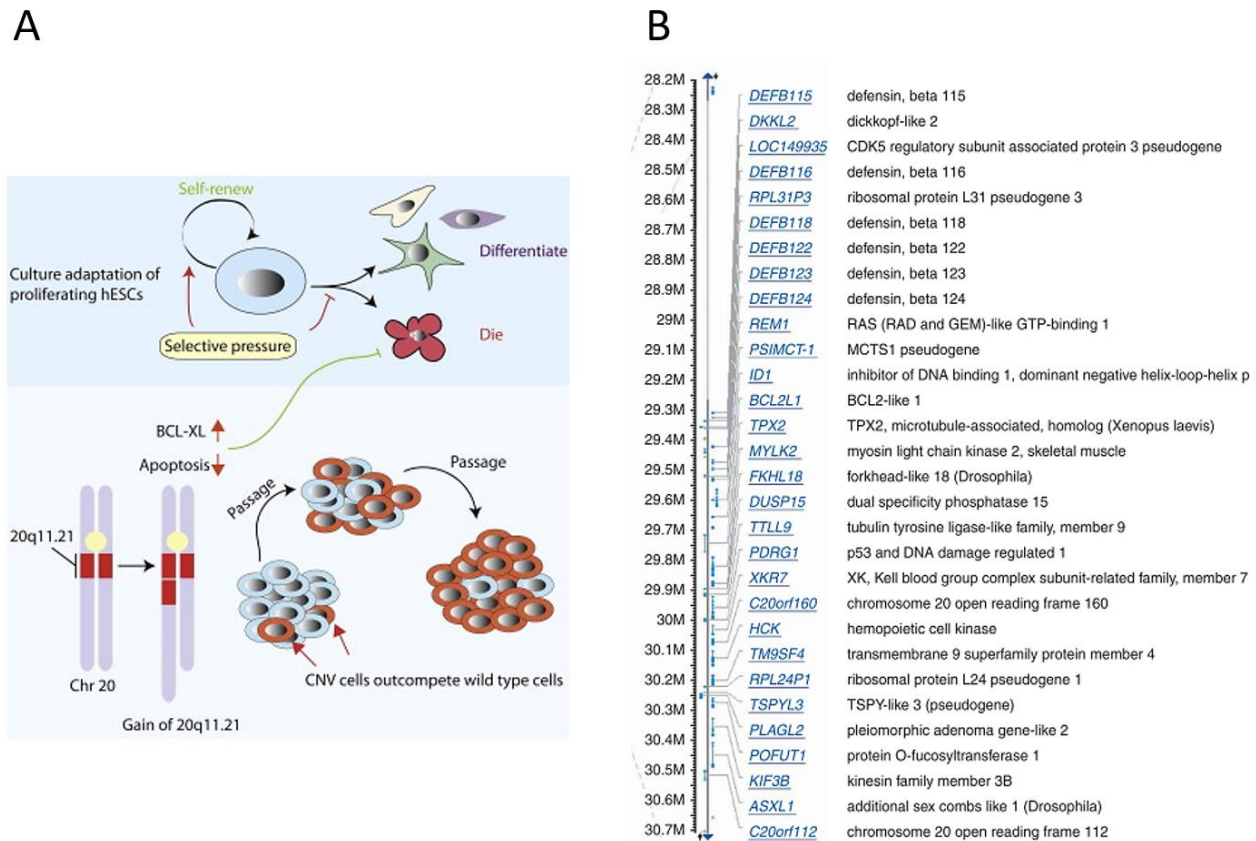 A
Self-renew
Differentiate
Culture adaptation of
proliferating hESCs
Selective pressure
Die
BCL-XL
Apoptosis
Passage
Passage
20q11.21
CNV cells outcompete wild type cells
Chr 20
Gain of 20q11.21
B
28.2M
28.3M
28.4M
28.5M
28.6M
28.7M
28.8M
28.9M
29M
29.1M
29.2M
29.3M
29.4M
29.5M
29.6M
29.7M
29.8M
29.9M
30M
30.1M
30.2M
30.3M
30.4M
30.5M
30.6M
30.7M
DEFB115 defensin, beta 115
DKKL2 dickkopf-like 2
LOC149935 CDK5 regulatory subunit associated protein 3 pseudogene
DEFB116 defensin, beta 116
RPL31P3 ribosomal protein L31 pseudogene 3
DEFB118 defensin, beta 118
DEFB122 defensin, beta 122
DEFB123 defensin, beta 123
DEFB124 defensin, beta 124
REM1 RAS (RAD and GEM)-like GTP-binding 1
PSIMCT-1 MCTS1 pseudogene
ID1 inhibitor of DNA binding 1, dominant negative helix-loop-helix p
BCL2L1 BCL2-like 1
TPX2 TPX2, microtubule-associated, homolog (Xenopus laevis)
MYLK2 myosin light chain kinase 2, skeletal muscle
FKHL18 forkhead-like 18 (Drosophila)
DUSP15 dual specificity phosphatase 15
TTLL9 tubulin tyrosine ligase-like family, member 9
PDRG1 p53 and DNA damage regulated 1
XKR7 XK, Kell blood group complex subunit-related family, member 7
C20orf160 chromosome 20 open reading frame 160
HCK hemopoietic cell kinase
TM9SF4 transmembrane 9 superfamily protein member 4
RPL24P1 ribosomal protein L24 pseudogene 1
TSPYL3 TSPY-like 3 (pseudogene)
PLAGL2 pleiomorphic adenoma gene-like 2
POFUT1 protein O-fucosyltransferase 1
KIF3B kinesin family member 3B
ASXL1 additional sex combs like 1 (Drosophila)
C20orf112 chromosome 20 open reading frame 112